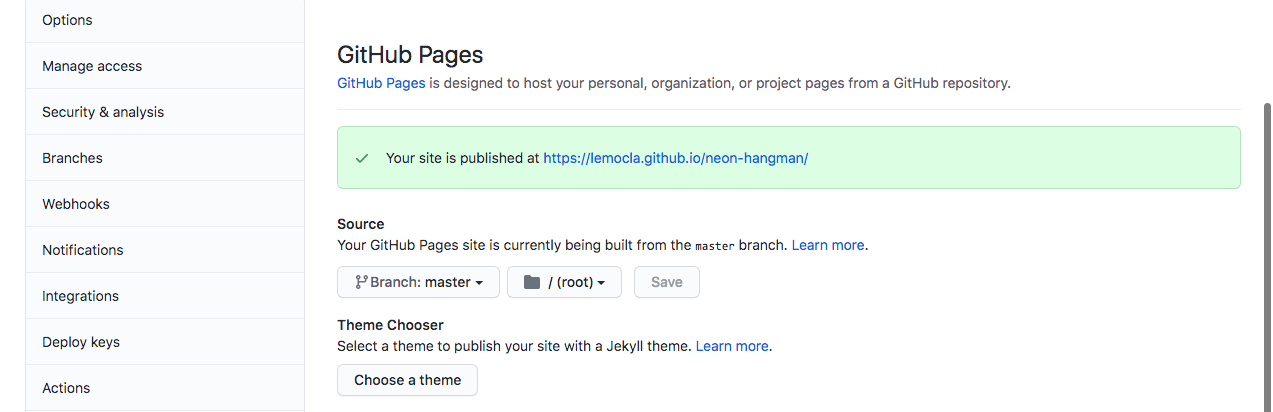 Options
Manage access
Security & analysis
Branches
Webhooks
Notifications
Integrations
Deploy keys
Actions
GitHub Pages
GitHub Pages is designed to host your personal, organization, or project pages from a GitHub repository.
Your site is published at https://lemocla.github.io/neon-hangman/
Source
Your GitHub Pages site is currently being built from the master branch. Learn more.
Branch: master / (root) Save
Theme Chooser
Select a theme to publish your site with a Jekyll theme. Learn more.
Choose a theme